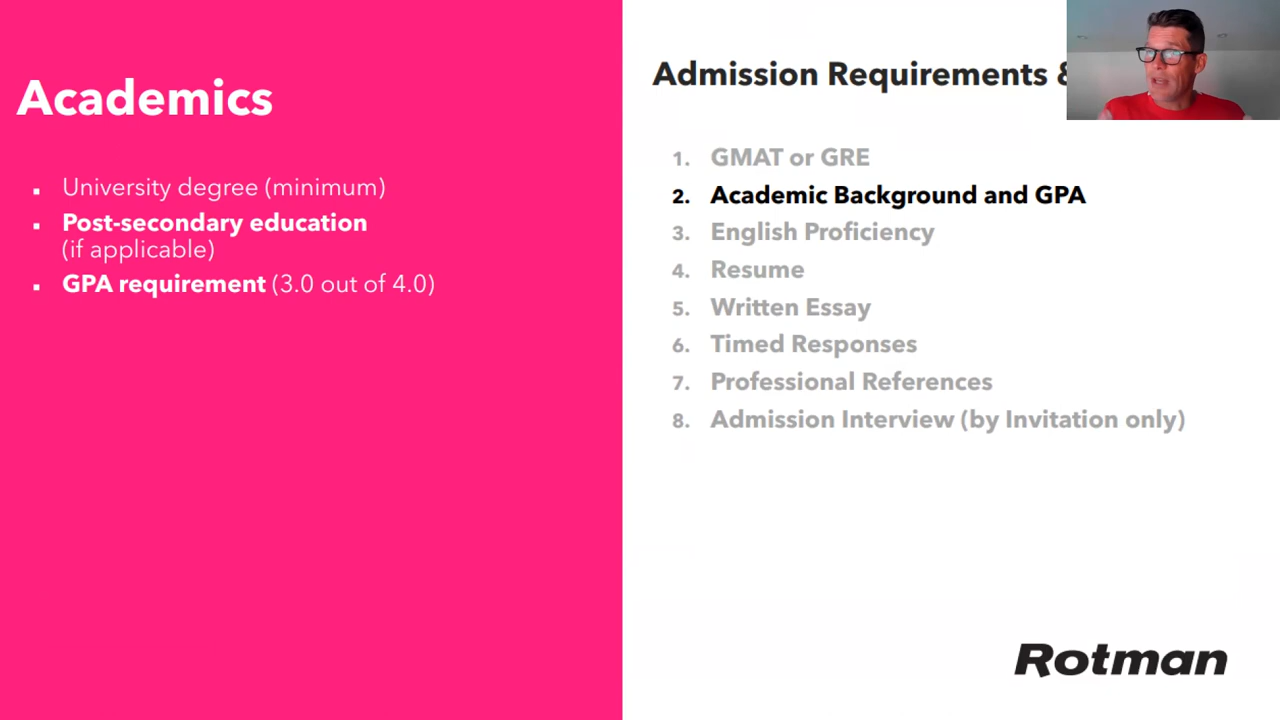 Academics
▪ University degree (minimum)
▪ Post-secondary education
(if applicable)
▪ GPA requirement (3.0 out of 4.0)
Admission Requirements &
1. GMAT or GRE
2. Academic Background and GPA
3. English Proficiency
4. Resume
5. Written Essay
6. Timed Responses
7. Professional References
8. Admission Interview (by Invitation only)
Rotman